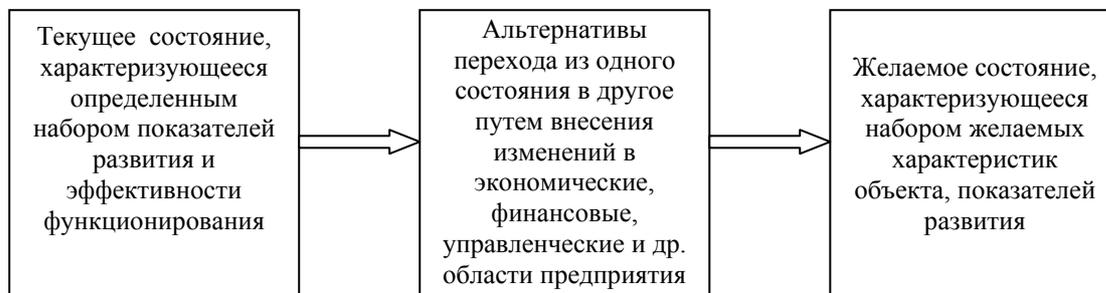 Текущее состояние,
характеризующееся
определенным
набором показателей
развития и
эффективности
функционирования
Альтернативы
перехода из одного
состояния в другое
путем внесения
изменений в
экономические,
финансовые,
управленческие и др.
области предприятия
Желаемое состояние,
характеризующееся
набором желаемых
характеристик
объекта, показателей
развития